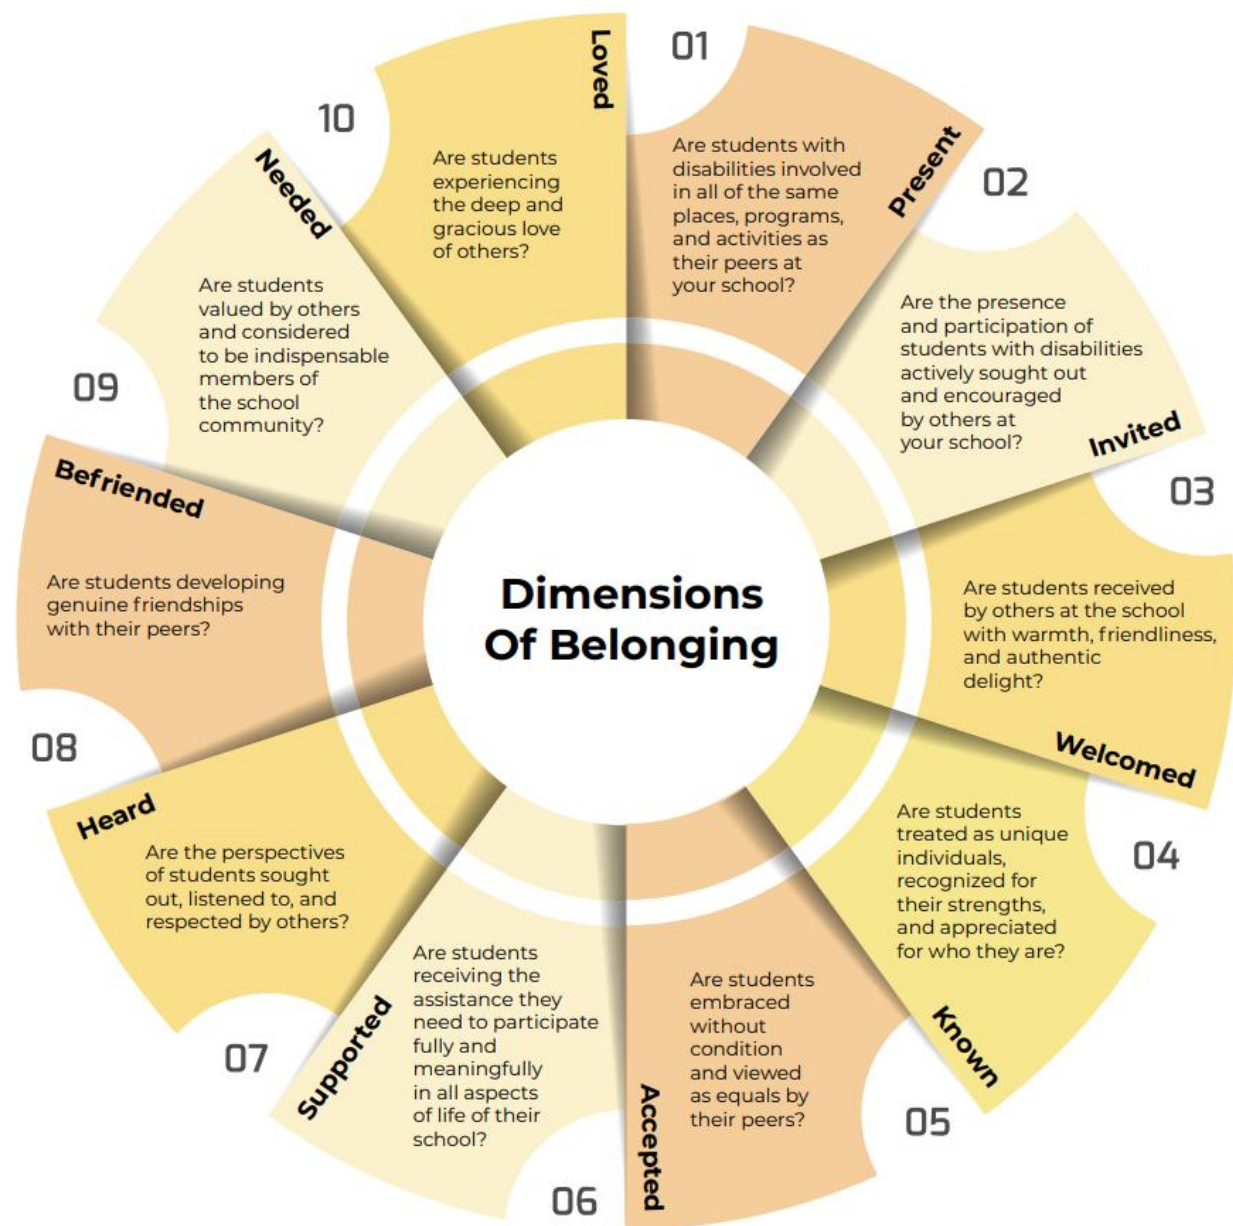 Dimensions
Of Belonging
01
Present
Are students with
disabilities involved
in all of the same
places, programs,
and activities as
their peers at
your school?
02
Invited
Are the presence
and participation of
students with disabilities
actively sought out
and encouraged
by others at
your school?
03
Welcomed
Are students received
by others at the school
with warmth, friendliness,
and authentic
delight?
04
Known
Are students
treated as unique
individuals,
recognized for
their strengths,
and appreciated
for who they are?
05
Accepted
Are students
embraced
without
condition
and viewed
as equals by
their peers?
06
Supported
Are students
receiving the
assistance they
need to participate
fully and
meaningfully
in all aspects
of life of their
school?
07
Heard
Are the perspectives
of students sought
out, listened to, and
respected by others?
08
Befriended
Are students developing
genuine friendships
with their peers?
09
Needed
Are students
valued by others
and considered
to be indispensable
members of
the school
community?
10
Loved
Are students
experiencing
the deep and
gracious love
of others?